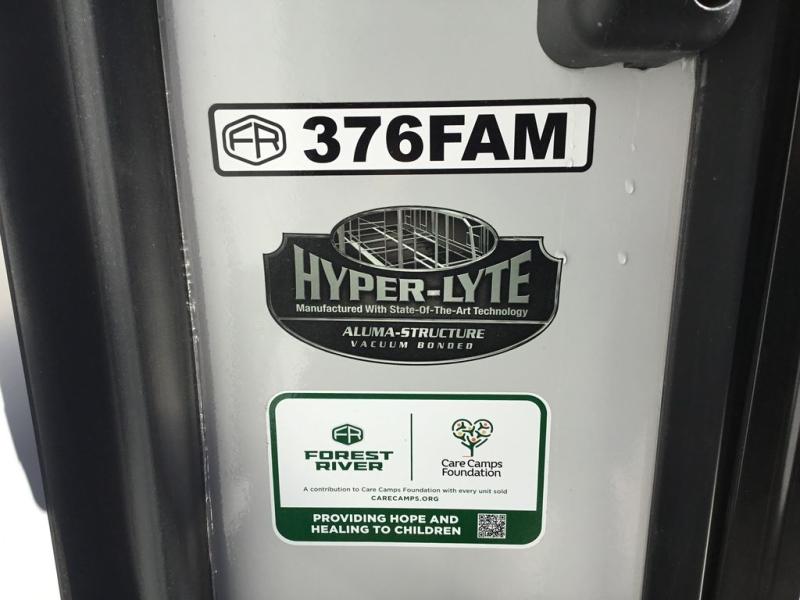 FR 376FAM
HYPER-LYTE
Manufactured With State-Of-The-Art Technology
ALUMA-STRUCTURE
VACUUM BONDED
FR
FOREST
RIVER
Care Camps
Foundation
A contribution to Care Camps Foundation with every unit sold
CARECAMPS.ORG
PROVIDING HOPE AND
HEALING TO CHILDREN